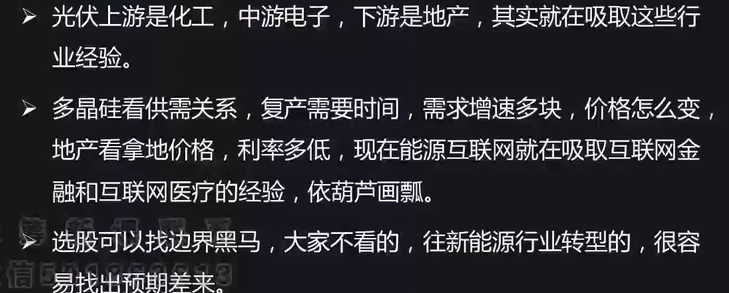 ➢ 光伏上游是化工，中游电子，下游是地产，其实就在吸取这些行
业经验。
➢ 多晶硅看供需关系，复产需要时间，需求增速多块，价格怎么变，
地产看拿地价格，利率多低，现在能源互联网就在吸取互联网金
融和互联网医疗的经验，依葫芦画瓢。
➢ 选股可以找边界黑马，大家不看的，往新能源行业转型的，很容
易找出预期差来。